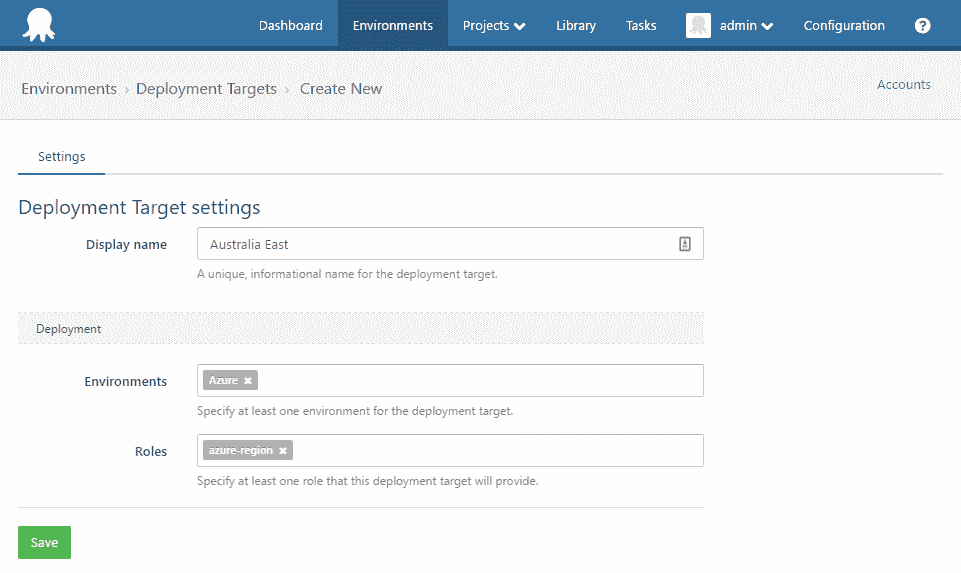 Dashboard Environments Projects Library Tasks admin Configuration ?
Environments › Deployment Targets › Create New
Accounts
Settings
Deployment Target settings
Display name Australia East
A unique, informational name for the deployment target.
Deployment
Environments Azure ×
Specify at least one environment for the deployment target.
Roles azure-region ×
Specify at least one role that this deployment target will provide.
Save